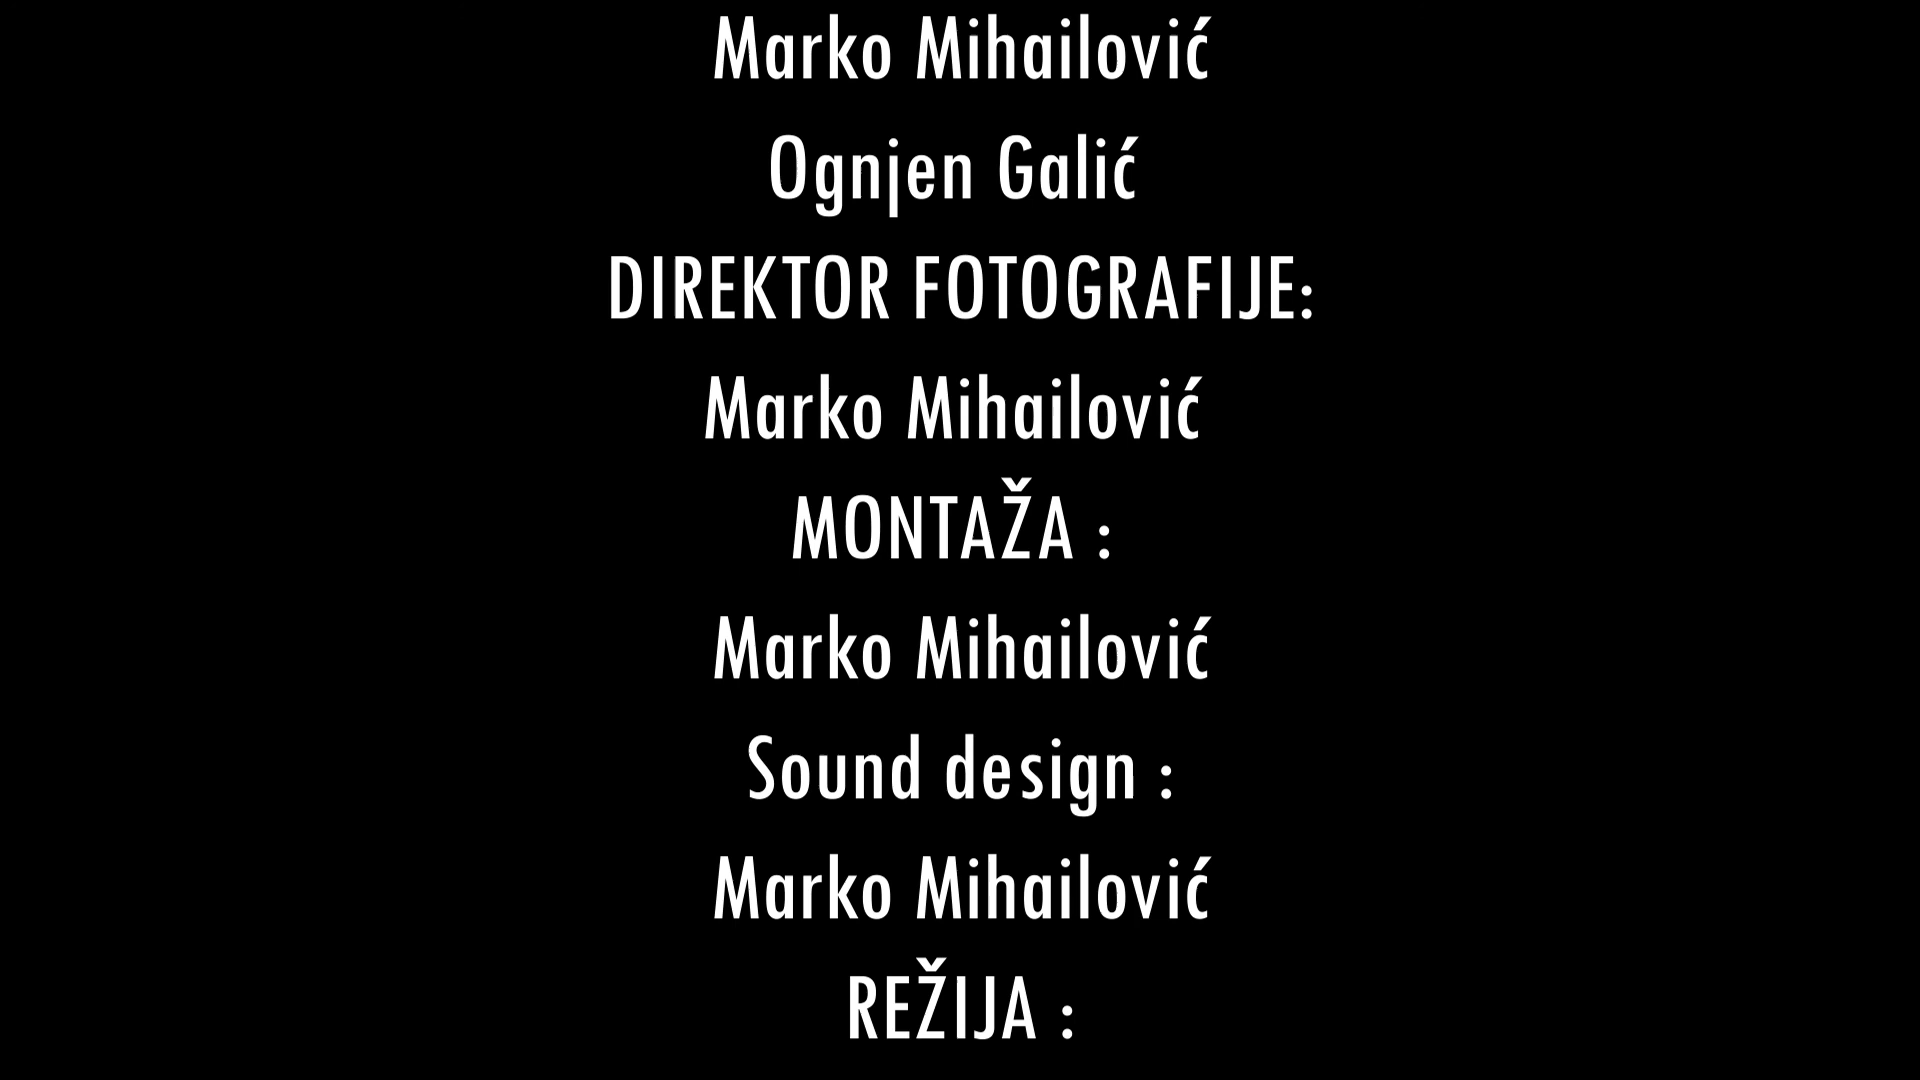 Marko Mihailović
Ognjen Galić
DIREKTOR FOTOGRAFIJE:
Marko Mihailović
MONTAŽA :
Marko Mihailović
Sound design :
Marko Mihailović
REŽIJA :